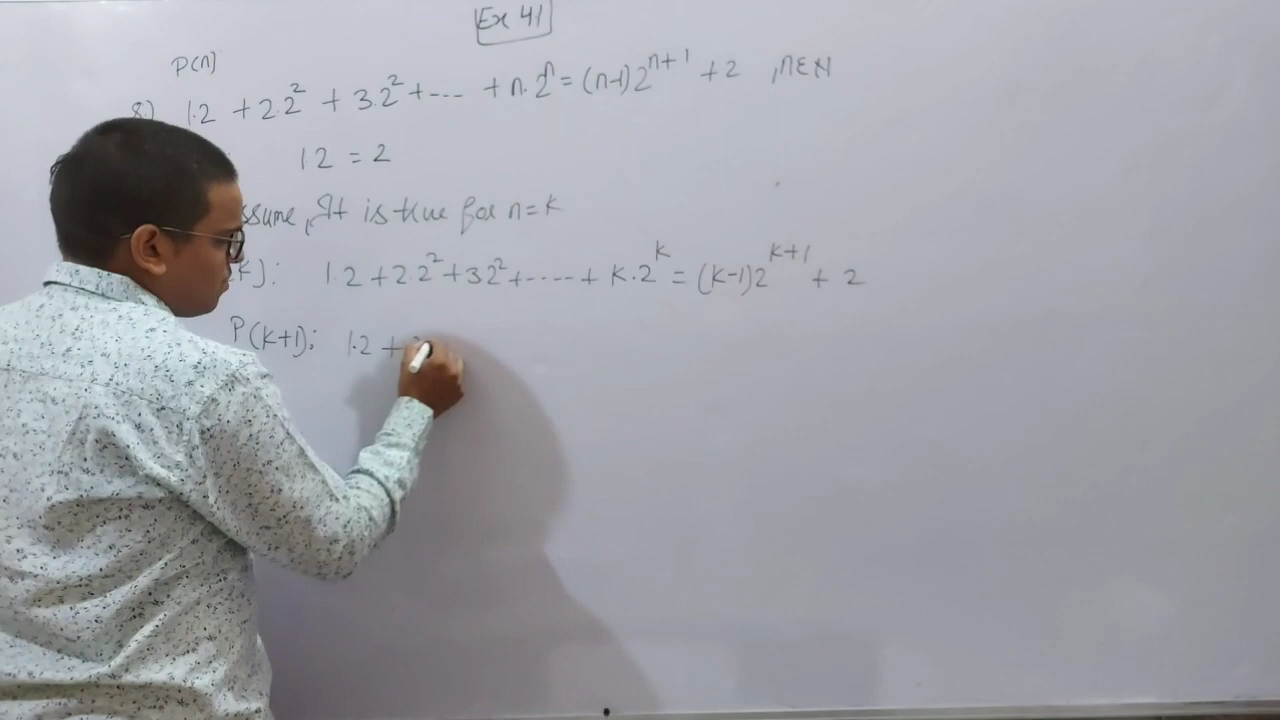 Ex 41
P(n)
8.) 1.2 + 2.2² + 3.2² + ---- + n.2ⁿ = (n-1)2ⁿ⁺¹ + 2 , n∈N
1.2 = 2
ssume, It is true for n=k
k): 1.2 + 2 2² + 3 2² + ----- + k.2ᵏ = (k-1)2ᵏ⁺¹ + 2
P(k+1): 1.2 +